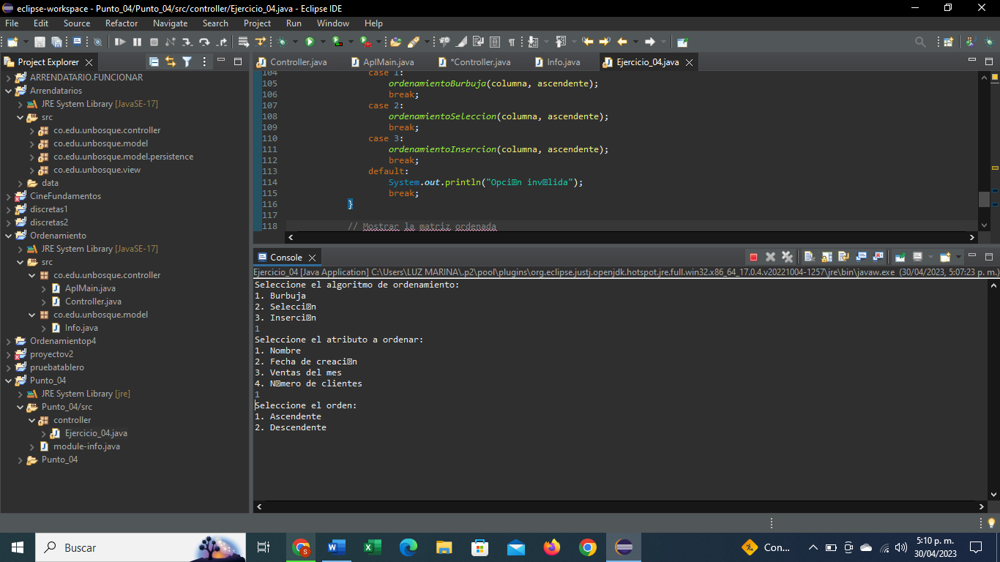 eclipse-workspace - Punto_04/Punto_04/src/controller/Ejercicio_04.java - Eclipse IDE
File Edit Source Refactor Navigate Search Project Run Window Help
Project Explorer
Controller.java
AplMain.java
*Controller.java
Info.java
Ejercicio_04.java
ARRENDATARIO.FUNCIONAR
Arrendatarios
JRE System Library [JavaSE-17]
src
co.edu.unbosque.controller
co.edu.unbosque.model
co.edu.unbosque.model.persistence
co.edu.unbosque.view
data
CineFundamentos
discretas1
discretas2
Ordenamiento
JRE System Library [JavaSE-17]
src
co.edu.unbosque.controller
AplMain.java
Controller.java
co.edu.unbosque.model
Info.java
Ordenamientop4
proyectov2
pruebatablero
Punto_04
JRE System Library [jre]
Punto_04/src
controller
Ejercicio_04.java
module-info.java
Punto_04
104 case 1:
105 ordenamientoBurbuja(columna, ascendente);
106 break;
107 case 2:
108 ordenamientoSeleccion(columna, ascendente);
109 break;
110 case 3:
111 ordenamientoInsercion(columna, ascendente);
112 break;
113 default:
114 System.out.println("Opci�n inv�lida");
115 break;
116 }
117
118 // Mostrar la matriz ordenada
Console
Ejercicio_04 [Java Application] C:\Users\LUZ MARINA\.p2\pool\plugins\org.eclipse.justj.openjdk.hotspot.jre.full.win32.x86_64_17.0.4.v20221004-1257\jre\bin\javaw.exe (30/04/2023, 5:07:23 p. m.)
Seleccione el algoritmo de ordenamiento:
1. Burbuja
2. Selecci�n
3. Inserci�n
1
Seleccione el atributo a ordenar:
1. Nombre
2. Fecha de creaci�n
3. Ventas del mes
4. N�mero de clientes
1
Seleccione el orden:
1. Ascendente
2. Descendente
Buscar
Con...
5:10 p. m.
30/04/2023